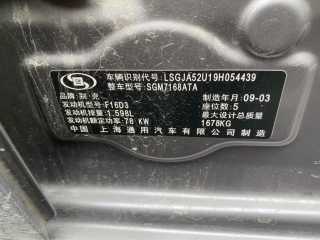 车辆识别代号: LSGJA52U19H054439
整车型号: SGM7168ATA
品牌: 别克
制造年月: 09-03
发动机型号: F16D3
座位数: 5
发动机排量: 1.598L
最大设计总质量
发动机额定功率: 78 KW
1678KG
中国 上海通用汽车有限公司制造